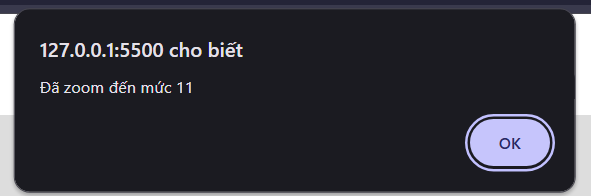 127.0.0.1:5500 cho biết
Đã zoom đến mức 11
OK